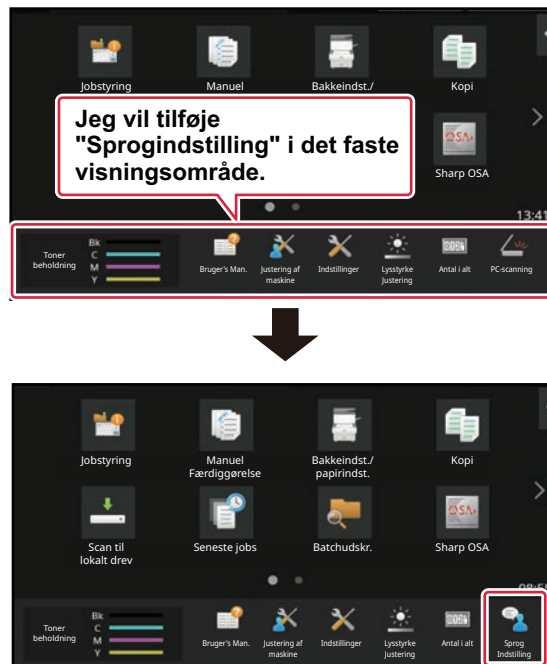 Jobstyring Manuel Bakkeindst./ Kopi
Jeg vil tilføje
"Sprogindstilling" i det faste
visningsområde.
OSA
Sharp OSA
13:41
Toner
beholdning
Bk
C
M
Y
Bruger's Man.
Justering af
maskine
Indstillinger
Lysstyrke
Justering
Antal i alt
PC-scanning
Jobstyring
Manuel
Færdiggørelse
Bakkeindst./
papirindst.
Kopi
Scan til
lokalt drev
Seneste jobs
Batchudskr.
OSA
Sharp OSA
Toner
beholdning
Bk
C
M
Y
Bruger's Man.
Justering af
maskine
Indstillinger
Lysstyrke
Justering
Antal i alt
Sprog
Indstilling